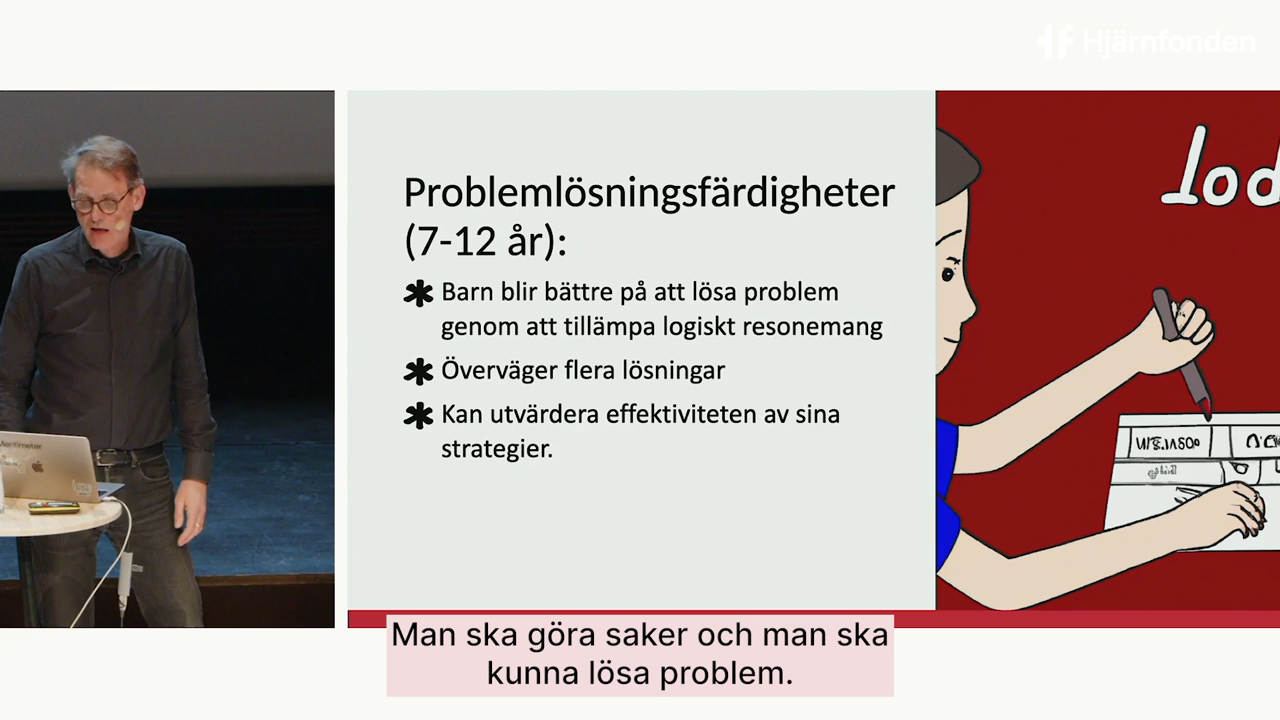 Hjärnfonden
Problemlösningsfärdigheter
(7-12 år):
Barn blir bättre på att lösa problem
genom att tillämpa logiskt resonemang
Överväger flera lösningar
Kan utvärdera effektiviteten av sina
strategier.
Man ska göra saker och man ska
kunna lösa problem.